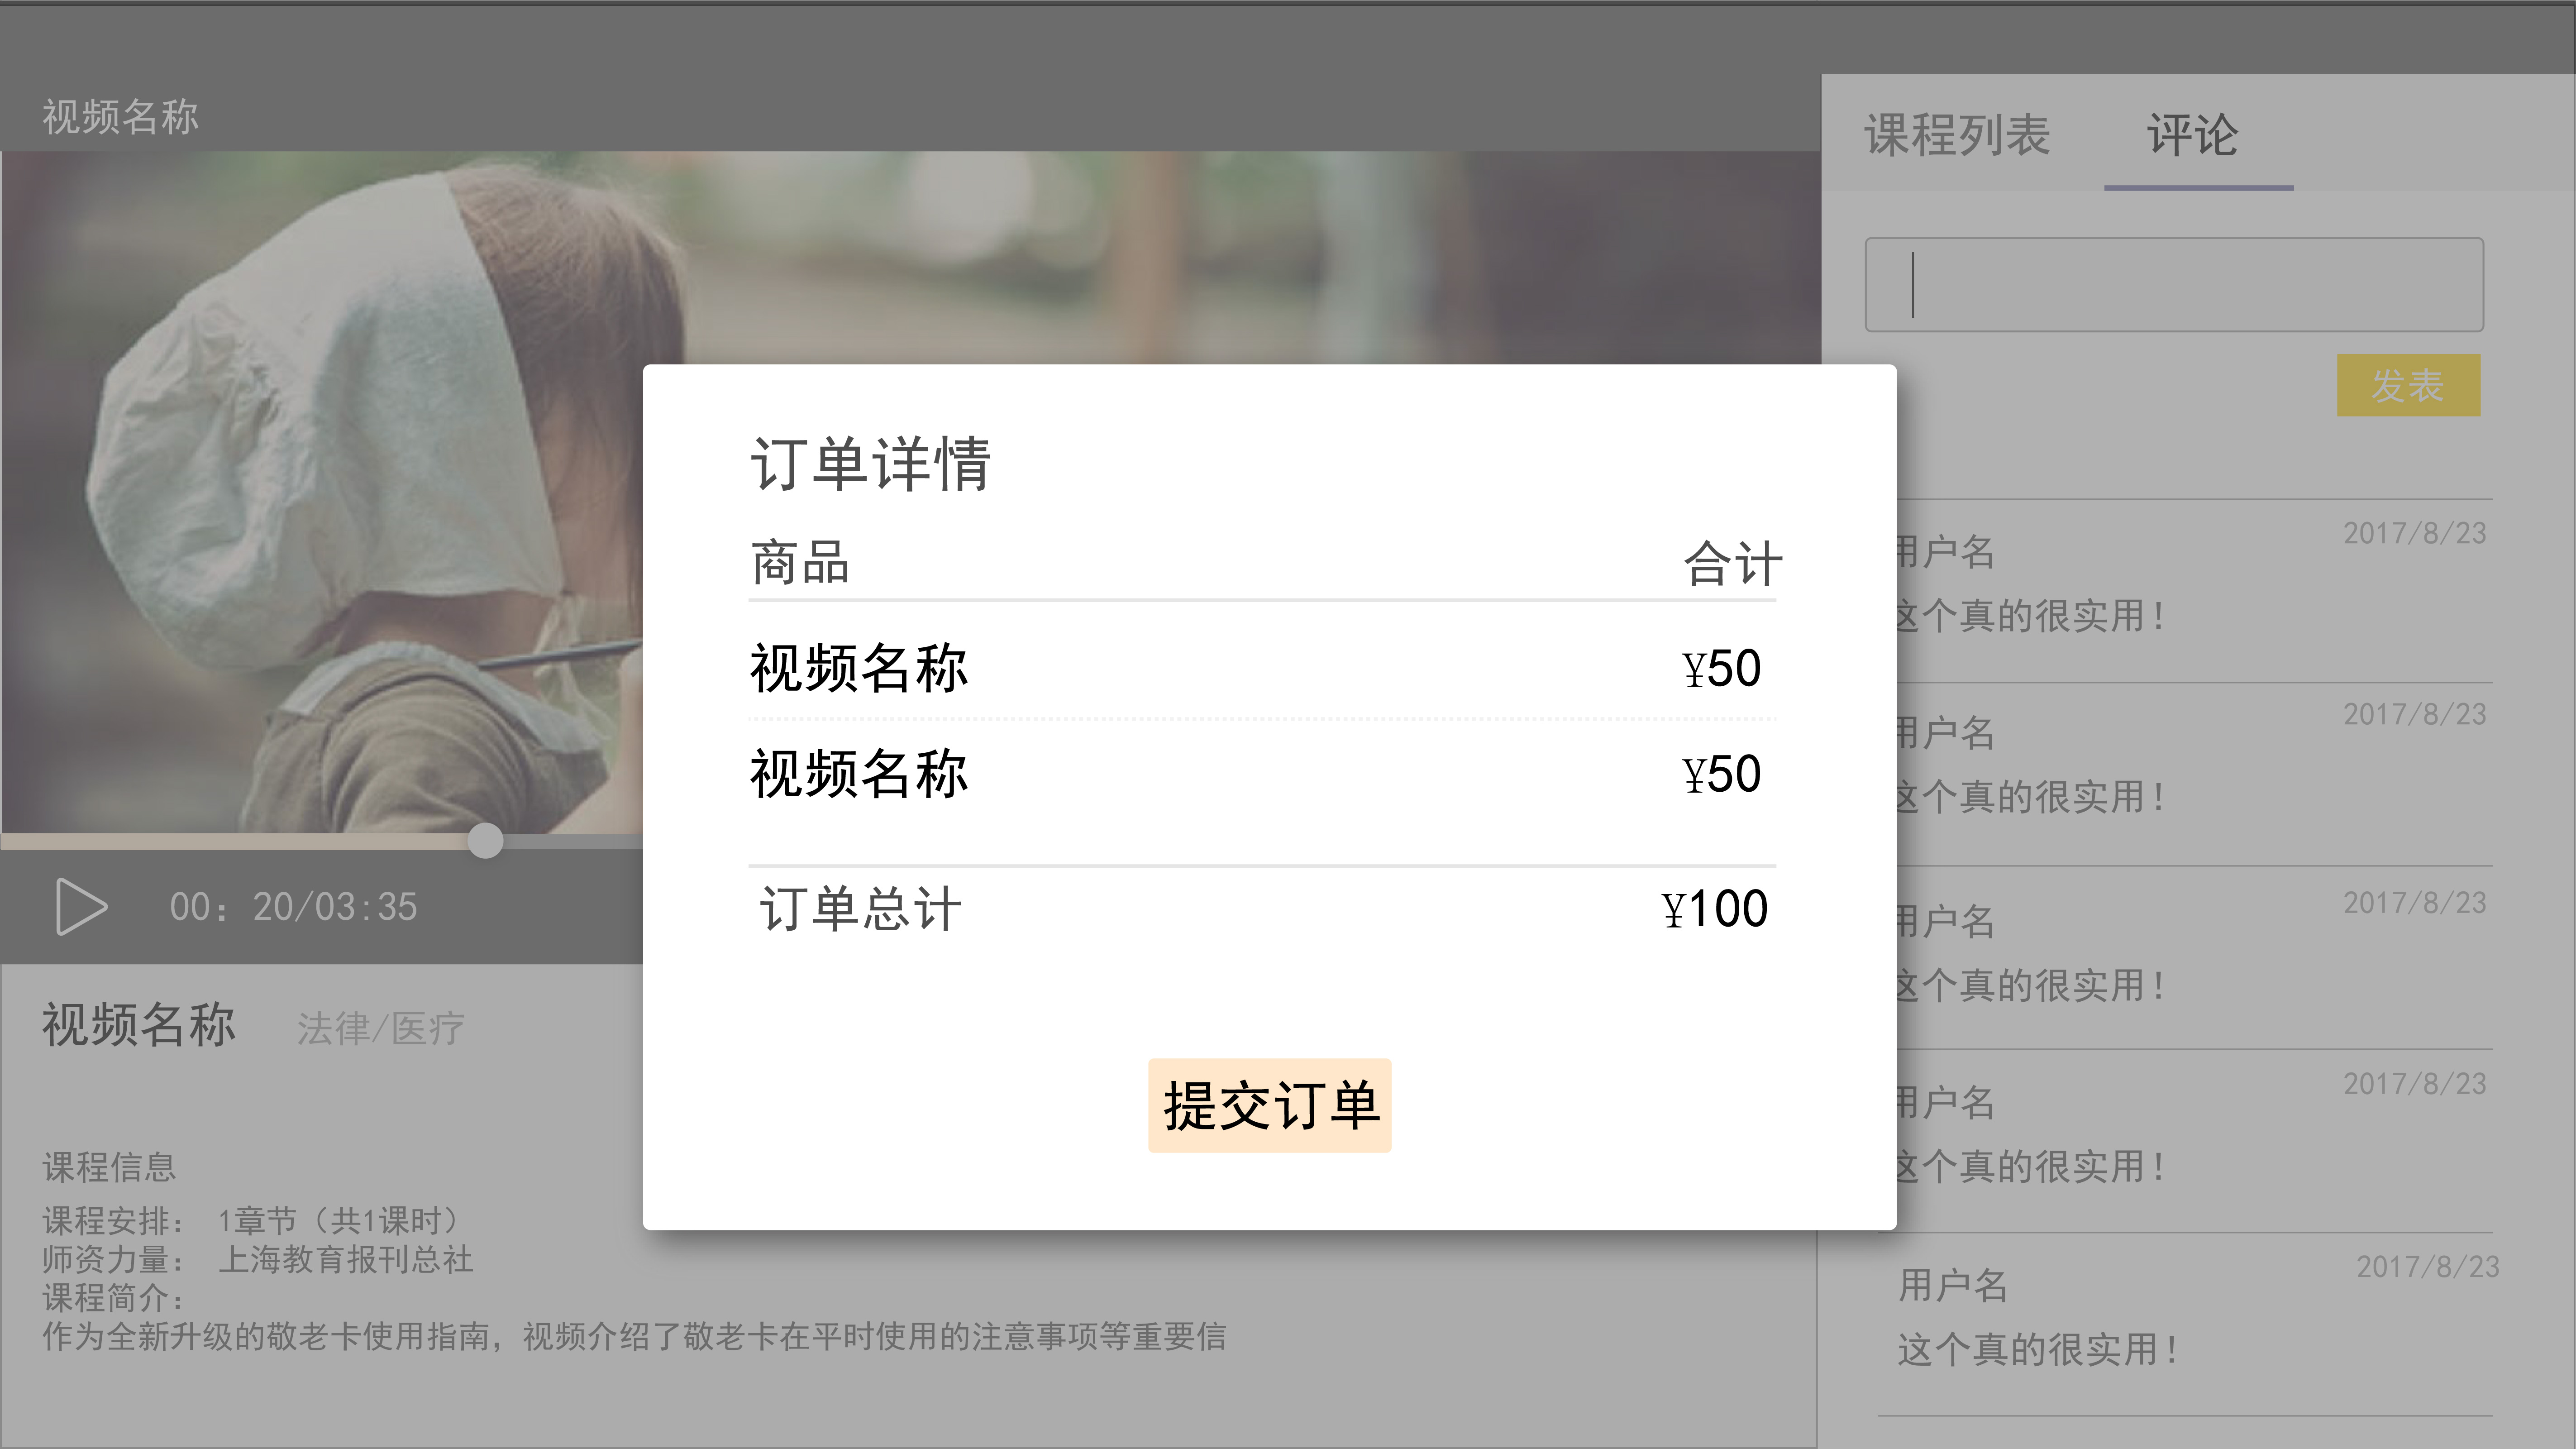 视频名称
课程列表
评论
发表
订单详情
商品 合计
视频名称 ¥50
视频名称 ¥50
订单总计 ¥100
提交订单
00：20/03:35
视频名称 法律/医疗
课程信息
课程安排： 1章节（共1课时）
师资力量： 上海教育报刊总社
课程简介：
作为全新升级的敬老卡使用指南，视频介绍了敬老卡在平时使用的注意事项等重要信
用户名 2017/8/23
这个真的很实用！
用户名 2017/8/23
这个真的很实用！
用户名 2017/8/23
这个真的很实用！
用户名 2017/8/23
这个真的很实用！
用户名 2017/8/23
这个真的很实用！